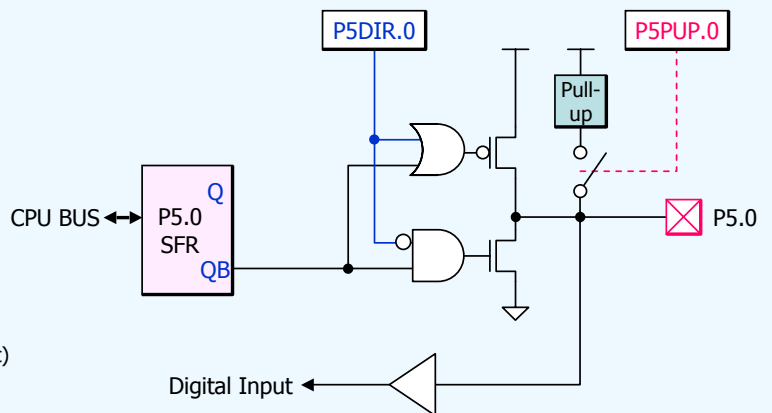 P5DIR.0
P5PUP.0
Pull-
up
Q
CPU BUS
P5.0
SFR
P5.0
QB
Digital Input